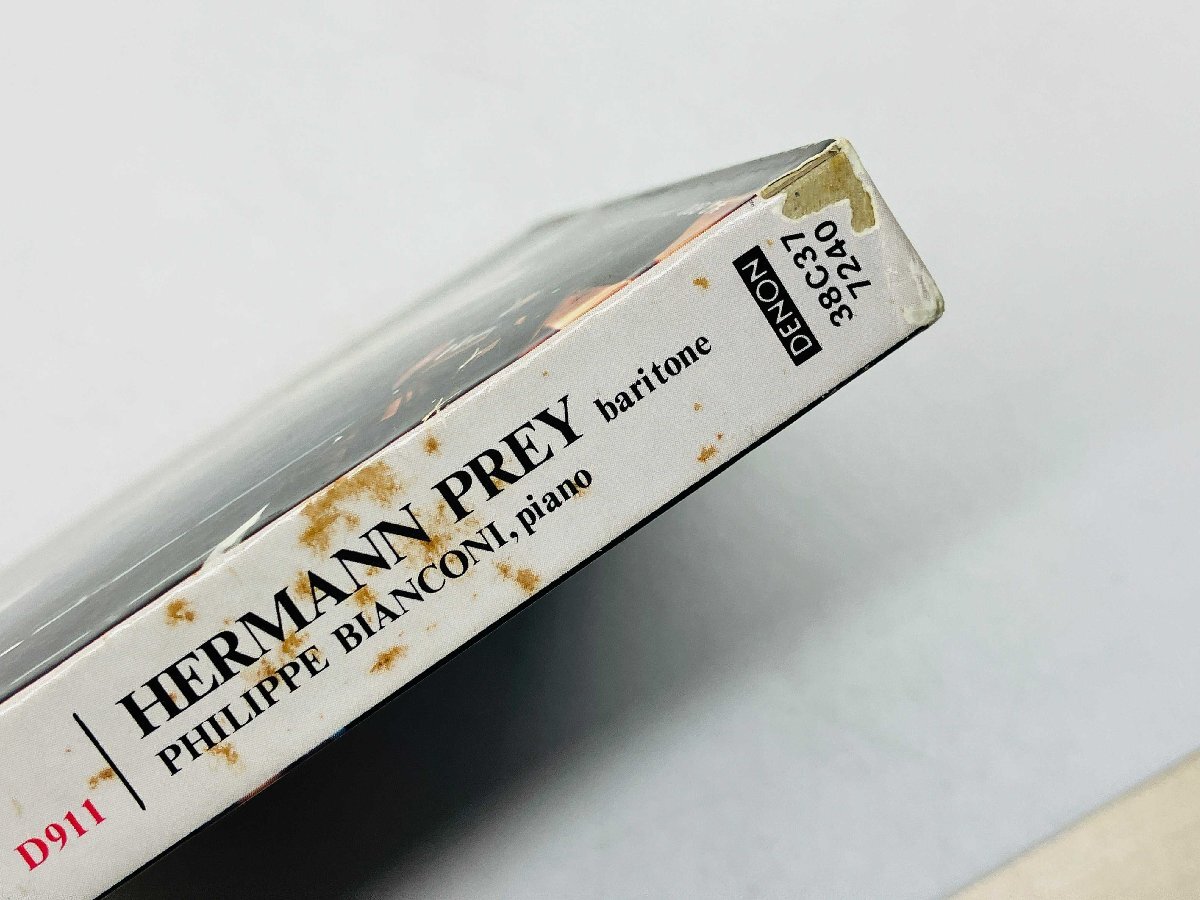 D911
HERMANN PREY baritone
PHILIPPE BIANCONI, piano
DENON
38C37
7240